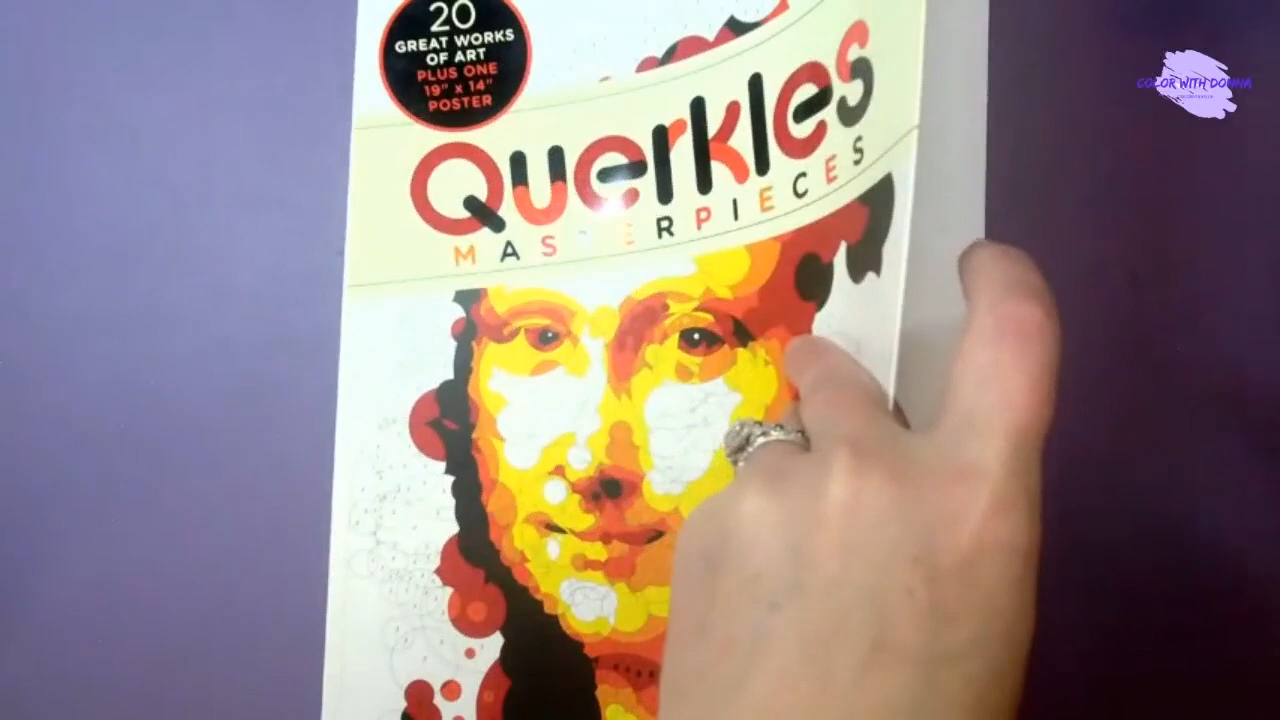 20
GREAT WORKS
OF ART
PLUS ONE
19" x 14"
POSTER
Querkles
MASTERPIECES
COLOR WITH DONNA